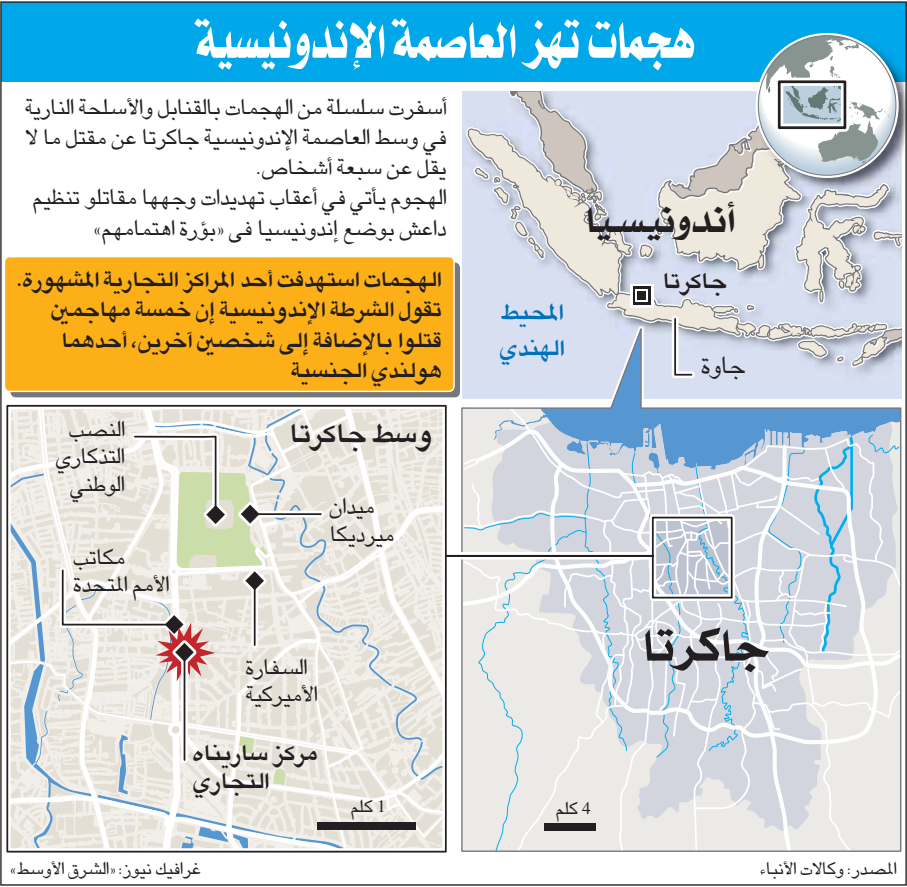 هجمات تهز العاصمة الإندونيسية
أسفرت سلسلة من الهجمات بالقنابل والأسلحة النارية
في وسط العاصمة الإندونيسية جاكرتا عن مقتل ما لا
يقل عن سبعة أشخاص.
الهجوم يأتي في أعقاب تهديدات وجهها مقاتلو تنظيم
داعش بوضع إندونيسيا فى «بؤرة اهتمامهم»
الهجمات استهدفت أحد المراكز التجارية المشهورة.
تقول الشرطة الإندونيسية إن خمسة مهاجمين
قتلوا بالإضافة إلى شخصين آخرين، أحدهما
هولندي الجنسية
أندونيسيا
جاكرتا
المحيط
الهندي
جاوة
وسط جاكرتا
النصب
التذكاري
الوطني
ميدان
ميرديكا
مكاتب
الأمم المتحدة
السفارة
الأميركية
مركز ساريناه
التجاري
1 كلم
جاكرتا
4 كلم
المصدر: وكالات الأنباء
غرافيك نيوز: «الشرق الأوسط»